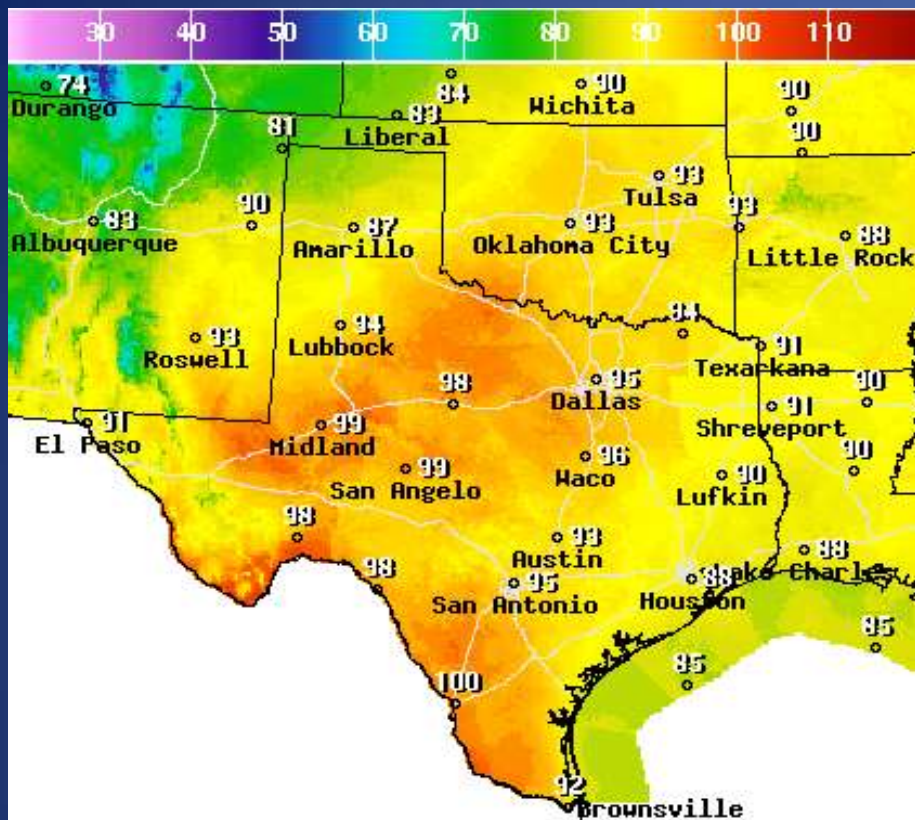 30 40 50 60 70 80 90 100 110
74
Durango
84
90
Wichita
90
83
Liberal
81
90
93
Tulsa
83
Albuquerque
90
87
Amarillo
93
Oklahoma City
93
88
Little Rock
93
Roswell
94
Lubbock
94
91
Texarkana
98
95
Dallas
90
91
Shreveport
91
El Paso
99
Midland
99
San Angelo
96
Waco
90
Lufkin
90
98
93
Austin
88
Lake Charl
98
95
San Antonio
88
Houston
85
85
100
92
Brownsville